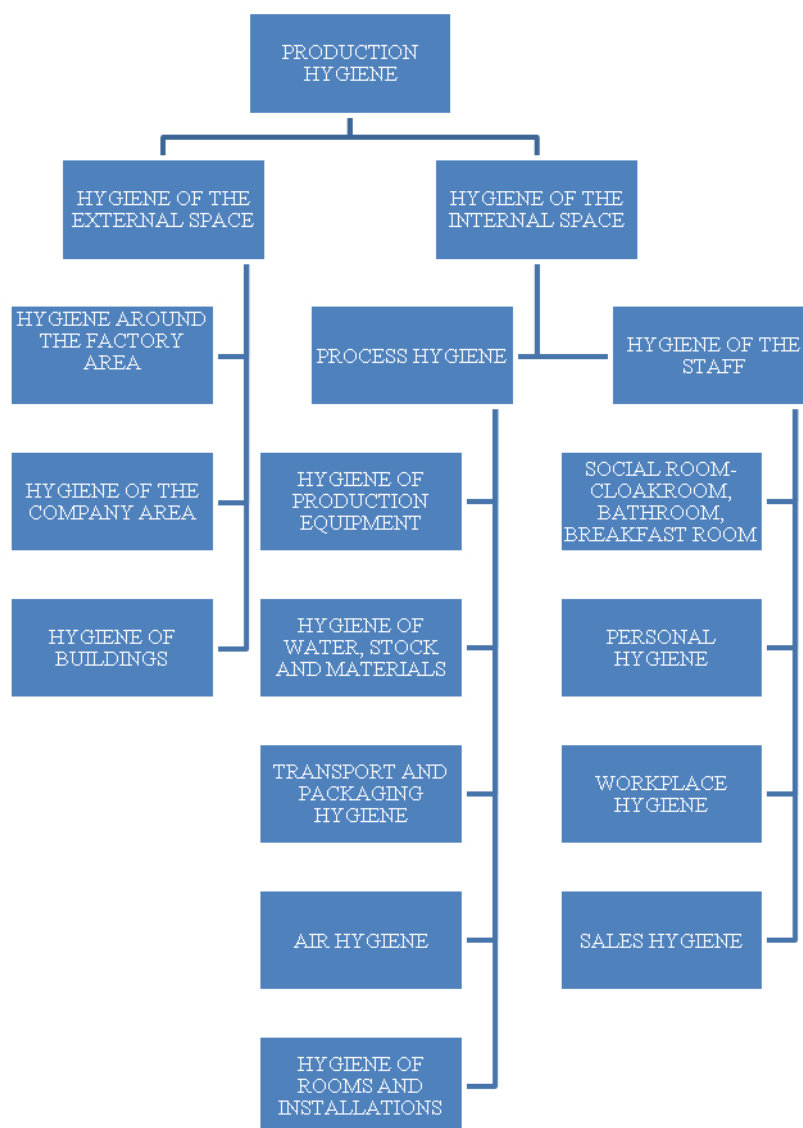 PRODUCTION
HYGIENE
HYGIENE OF THE
EXTERNAL SPACE
HYGIENE OF THE
INTERNAL SPACE
HYGIENE AROUND
THE FACTORY
AREA
PROCESS HYGIENE
HYGIENE OF THE
STAFF
HYGIENE OF THE
COMPANY AREA
HYGIENE OF
PRODUCTION
EQUIPMENT
SOCIAL ROOM-
CLOAKROOM,
BATHROOM,
BREAKFAST ROOM
HYGIENE OF
BUILDINGS
HYGIENE OF
WATER, STOCK
AND MATERIALS
PERSONAL
HYGIENE
TRANSPORT AND
PACKAGING
HYGIENE
WORKPLACE
HYGIENE
AIR HYGIENE
SALES HYGIENE
HYGIENE OF
ROOMS AND
INSTALLATIONS